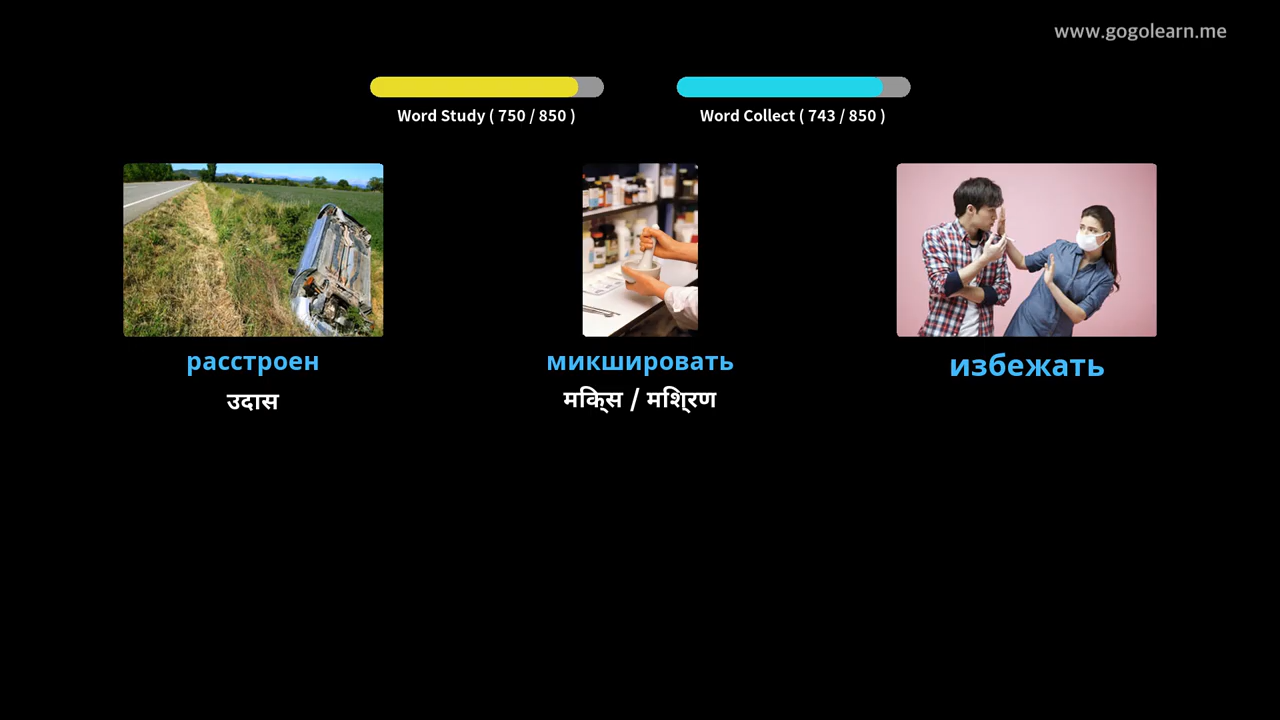 www.gogolearn.me
Word Study ( 750 / 850 )
Word Collect ( 743 / 850 )
расстроен
उदास
микшировать
मिक्स / मिश्रण
избежать